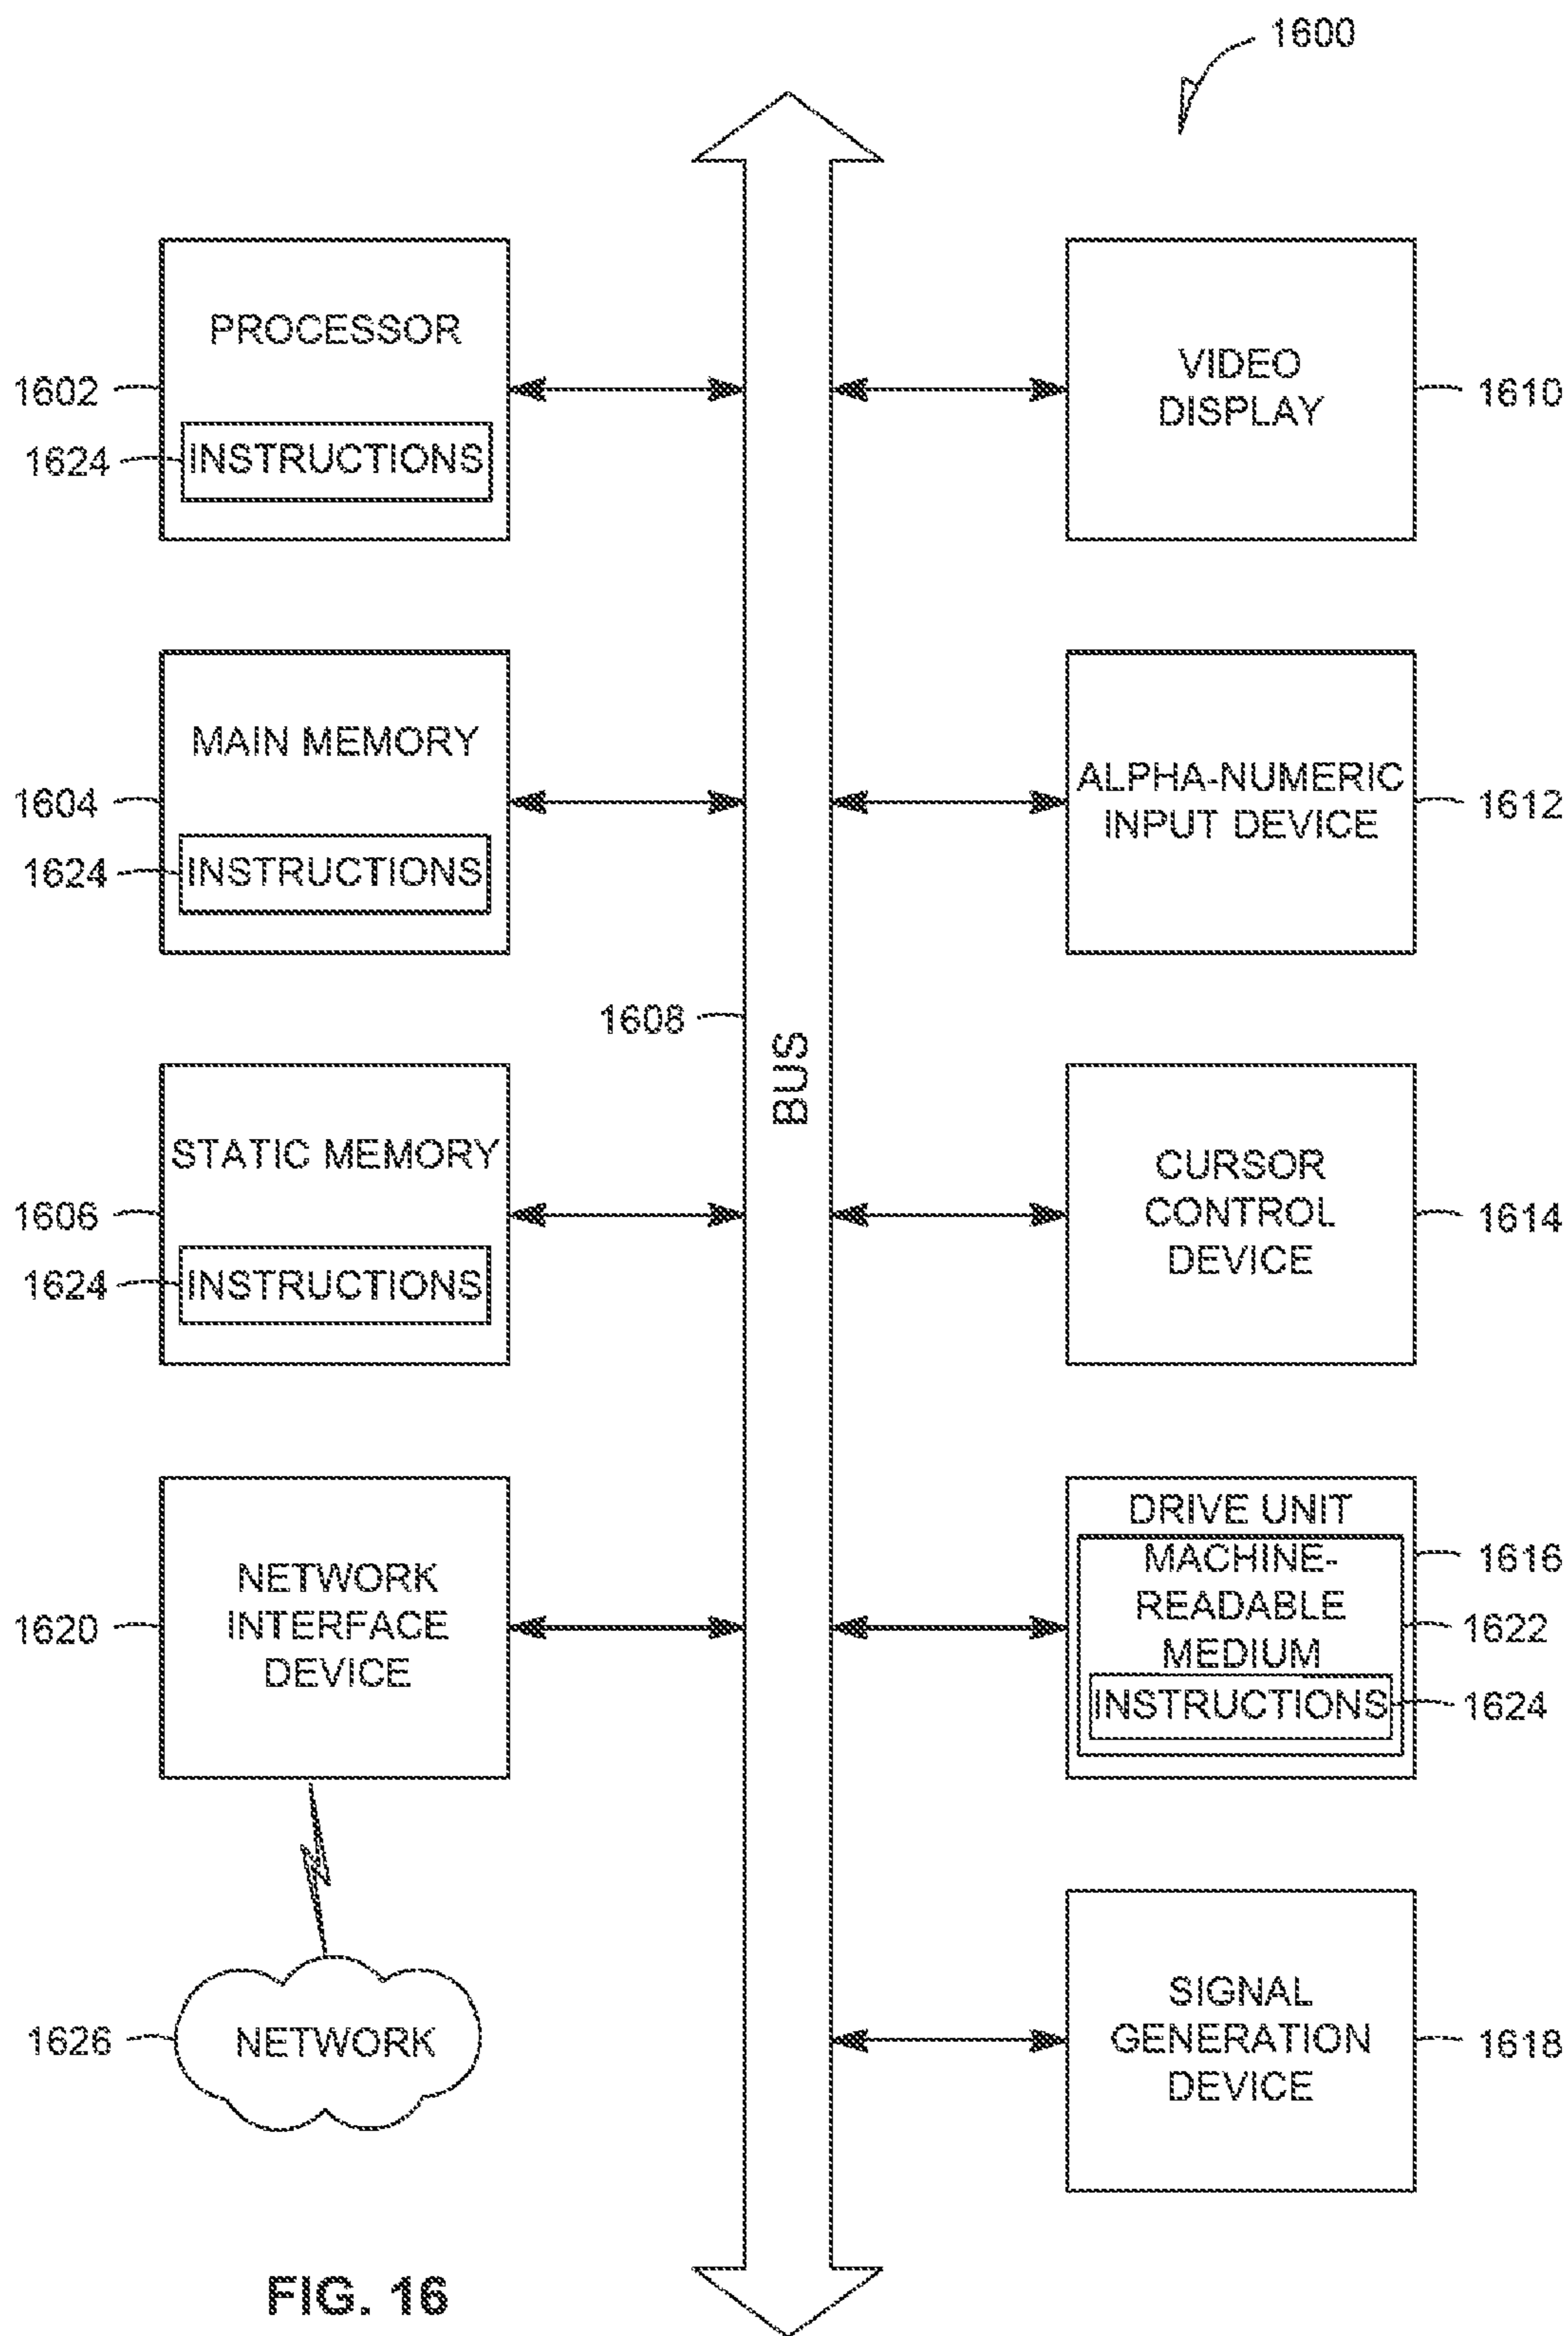 1600
PROCESSOR
1602
1624
INSTRUCTIONS
VIDEO
DISPLAY
1610
MAIN MEMORY
1604
1624
INSTRUCTIONS
ALPHA-NUMERIC
INPUT DEVICE
1612
1608
BUS
STATIC MEMORY
1606
1624
INSTRUCTIONS
CURSOR
CONTROL
DEVICE
1614
NETWORK
INTERFACE
DEVICE
1620
DRIVE UNIT
MACHINE-
READABLE
MEDIUM
INSTRUCTIONS
1616
1622
1624
NETWORK
1626
SIGNAL
GENERATION
DEVICE
1618
FIG. 16